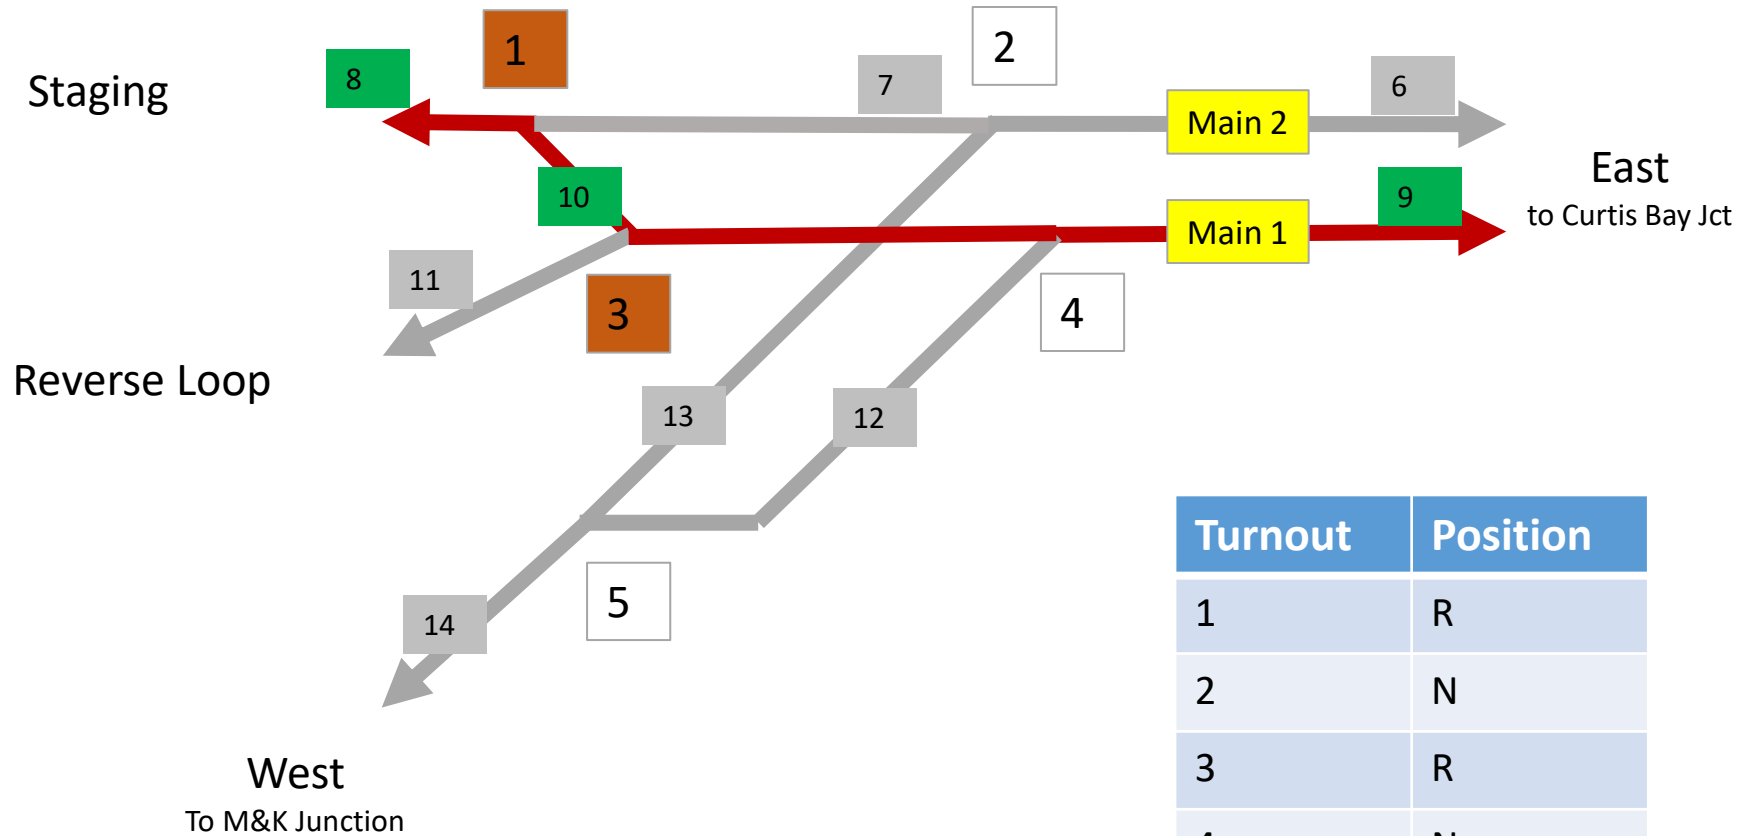 1
2
8
7
6
Staging
Main 2
East
to Curtis Bay Jct
10
9
Main 1
11
3
4
Reverse Loop
13
12
Turnout Position
1 R
2 N
3 R
4 N
5
14
West
To M&K Junction